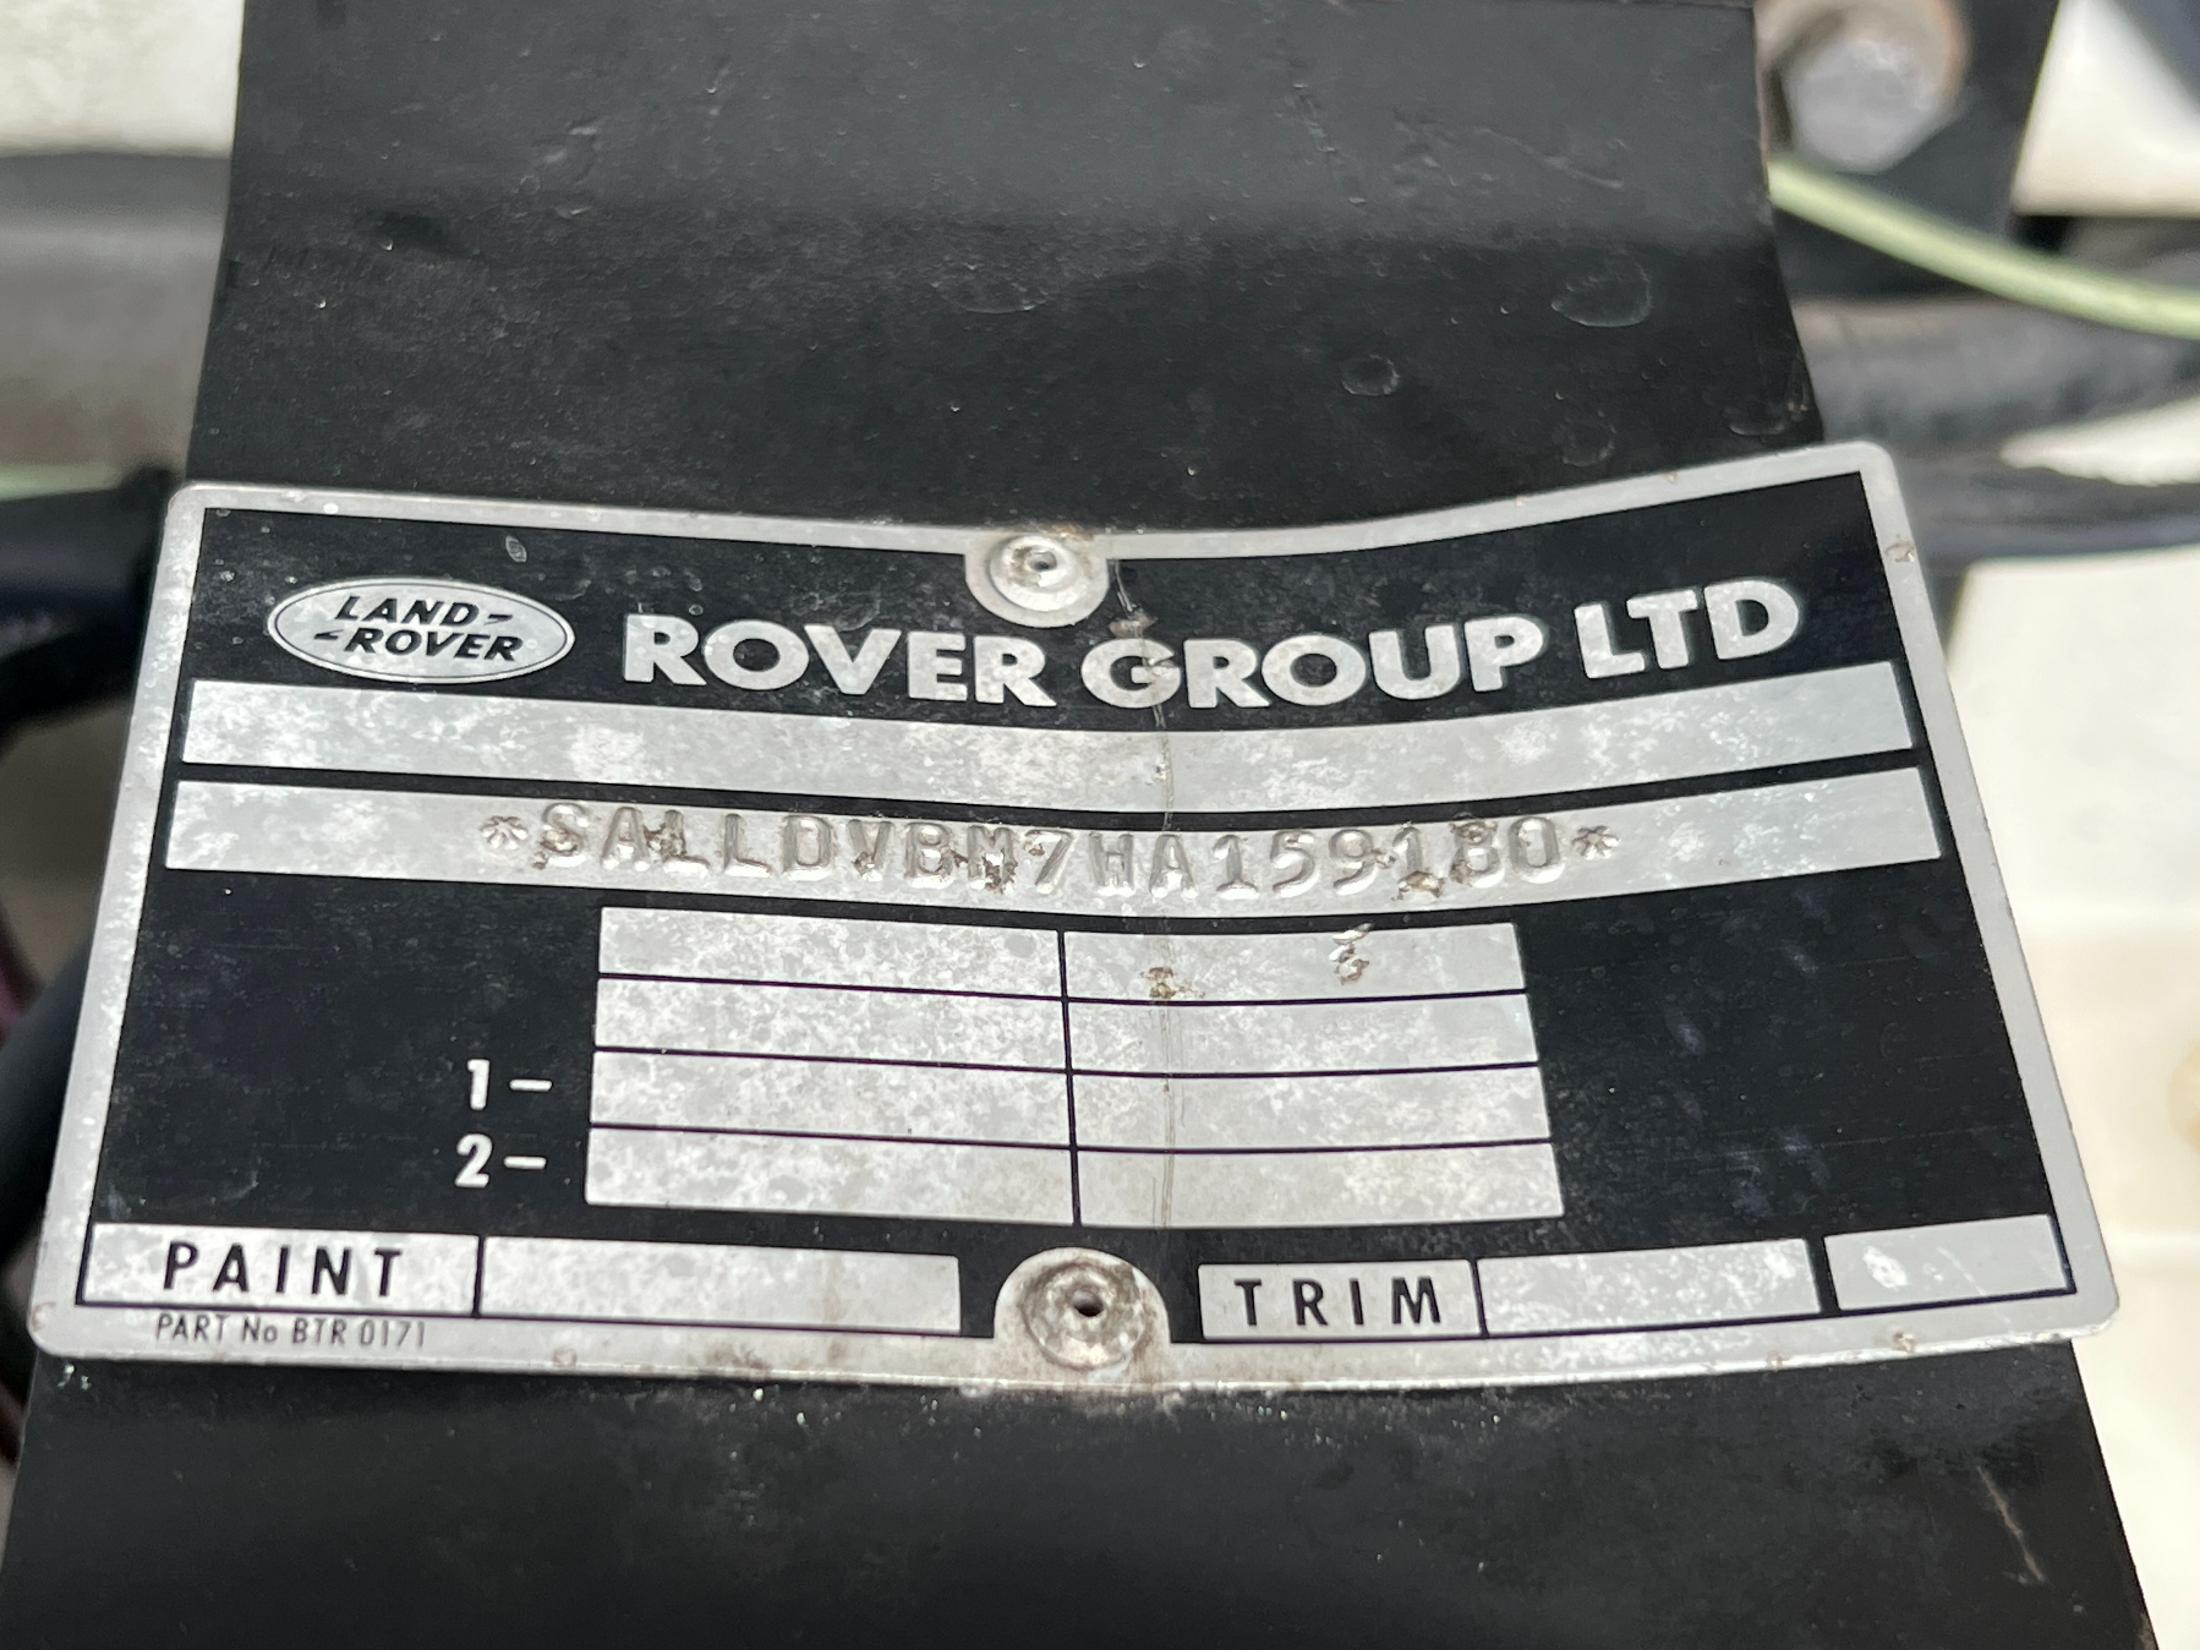 LAND-
-ROVER
ROVER GROUP LTD
*SALLDVBM7HA159180*
1-
2-
PAINT
TRIM
PART No BTR 0171